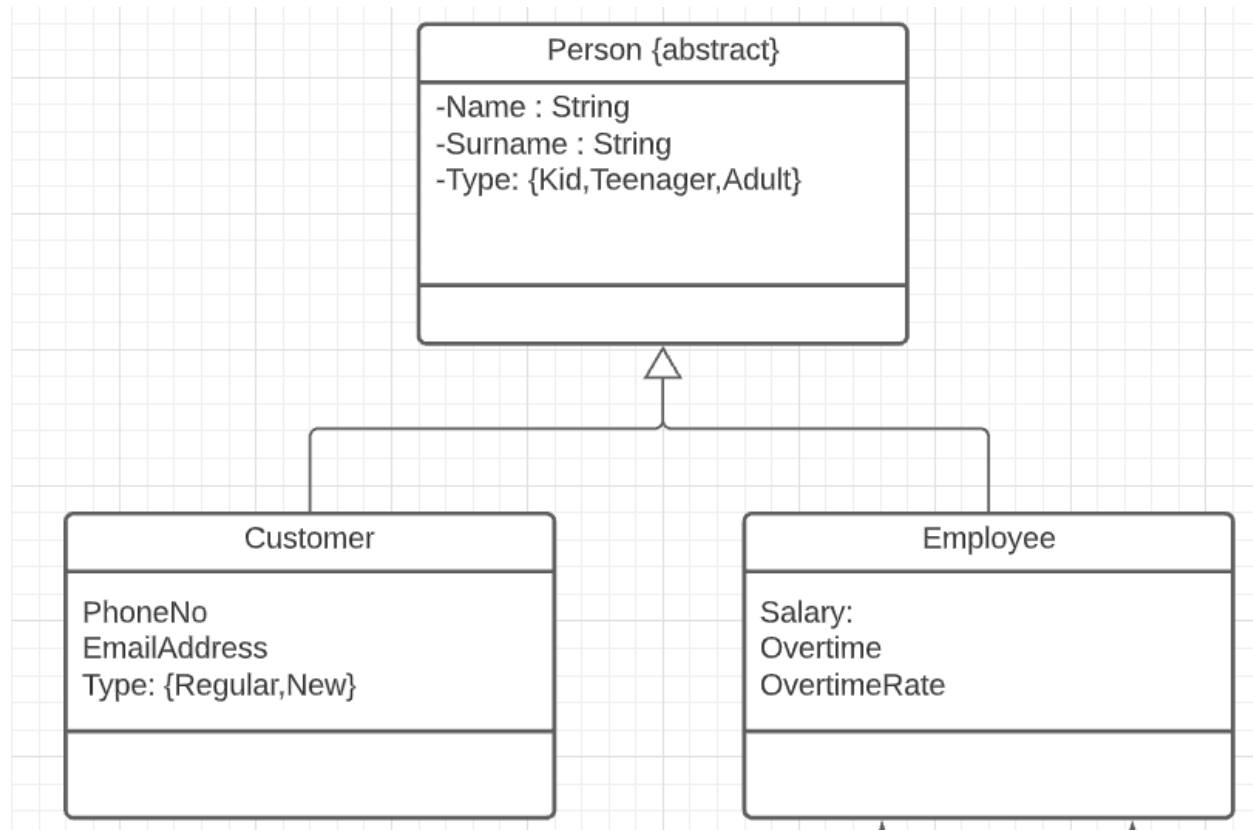 Person {abstract}
-Name : String
-Surname : String
-Type: {Kid,Teenager,Adult}
Customer
PhoneNo
EmailAddress
Type: {Regular,New}
Employee
Salary:
Overtime
OvertimeRate